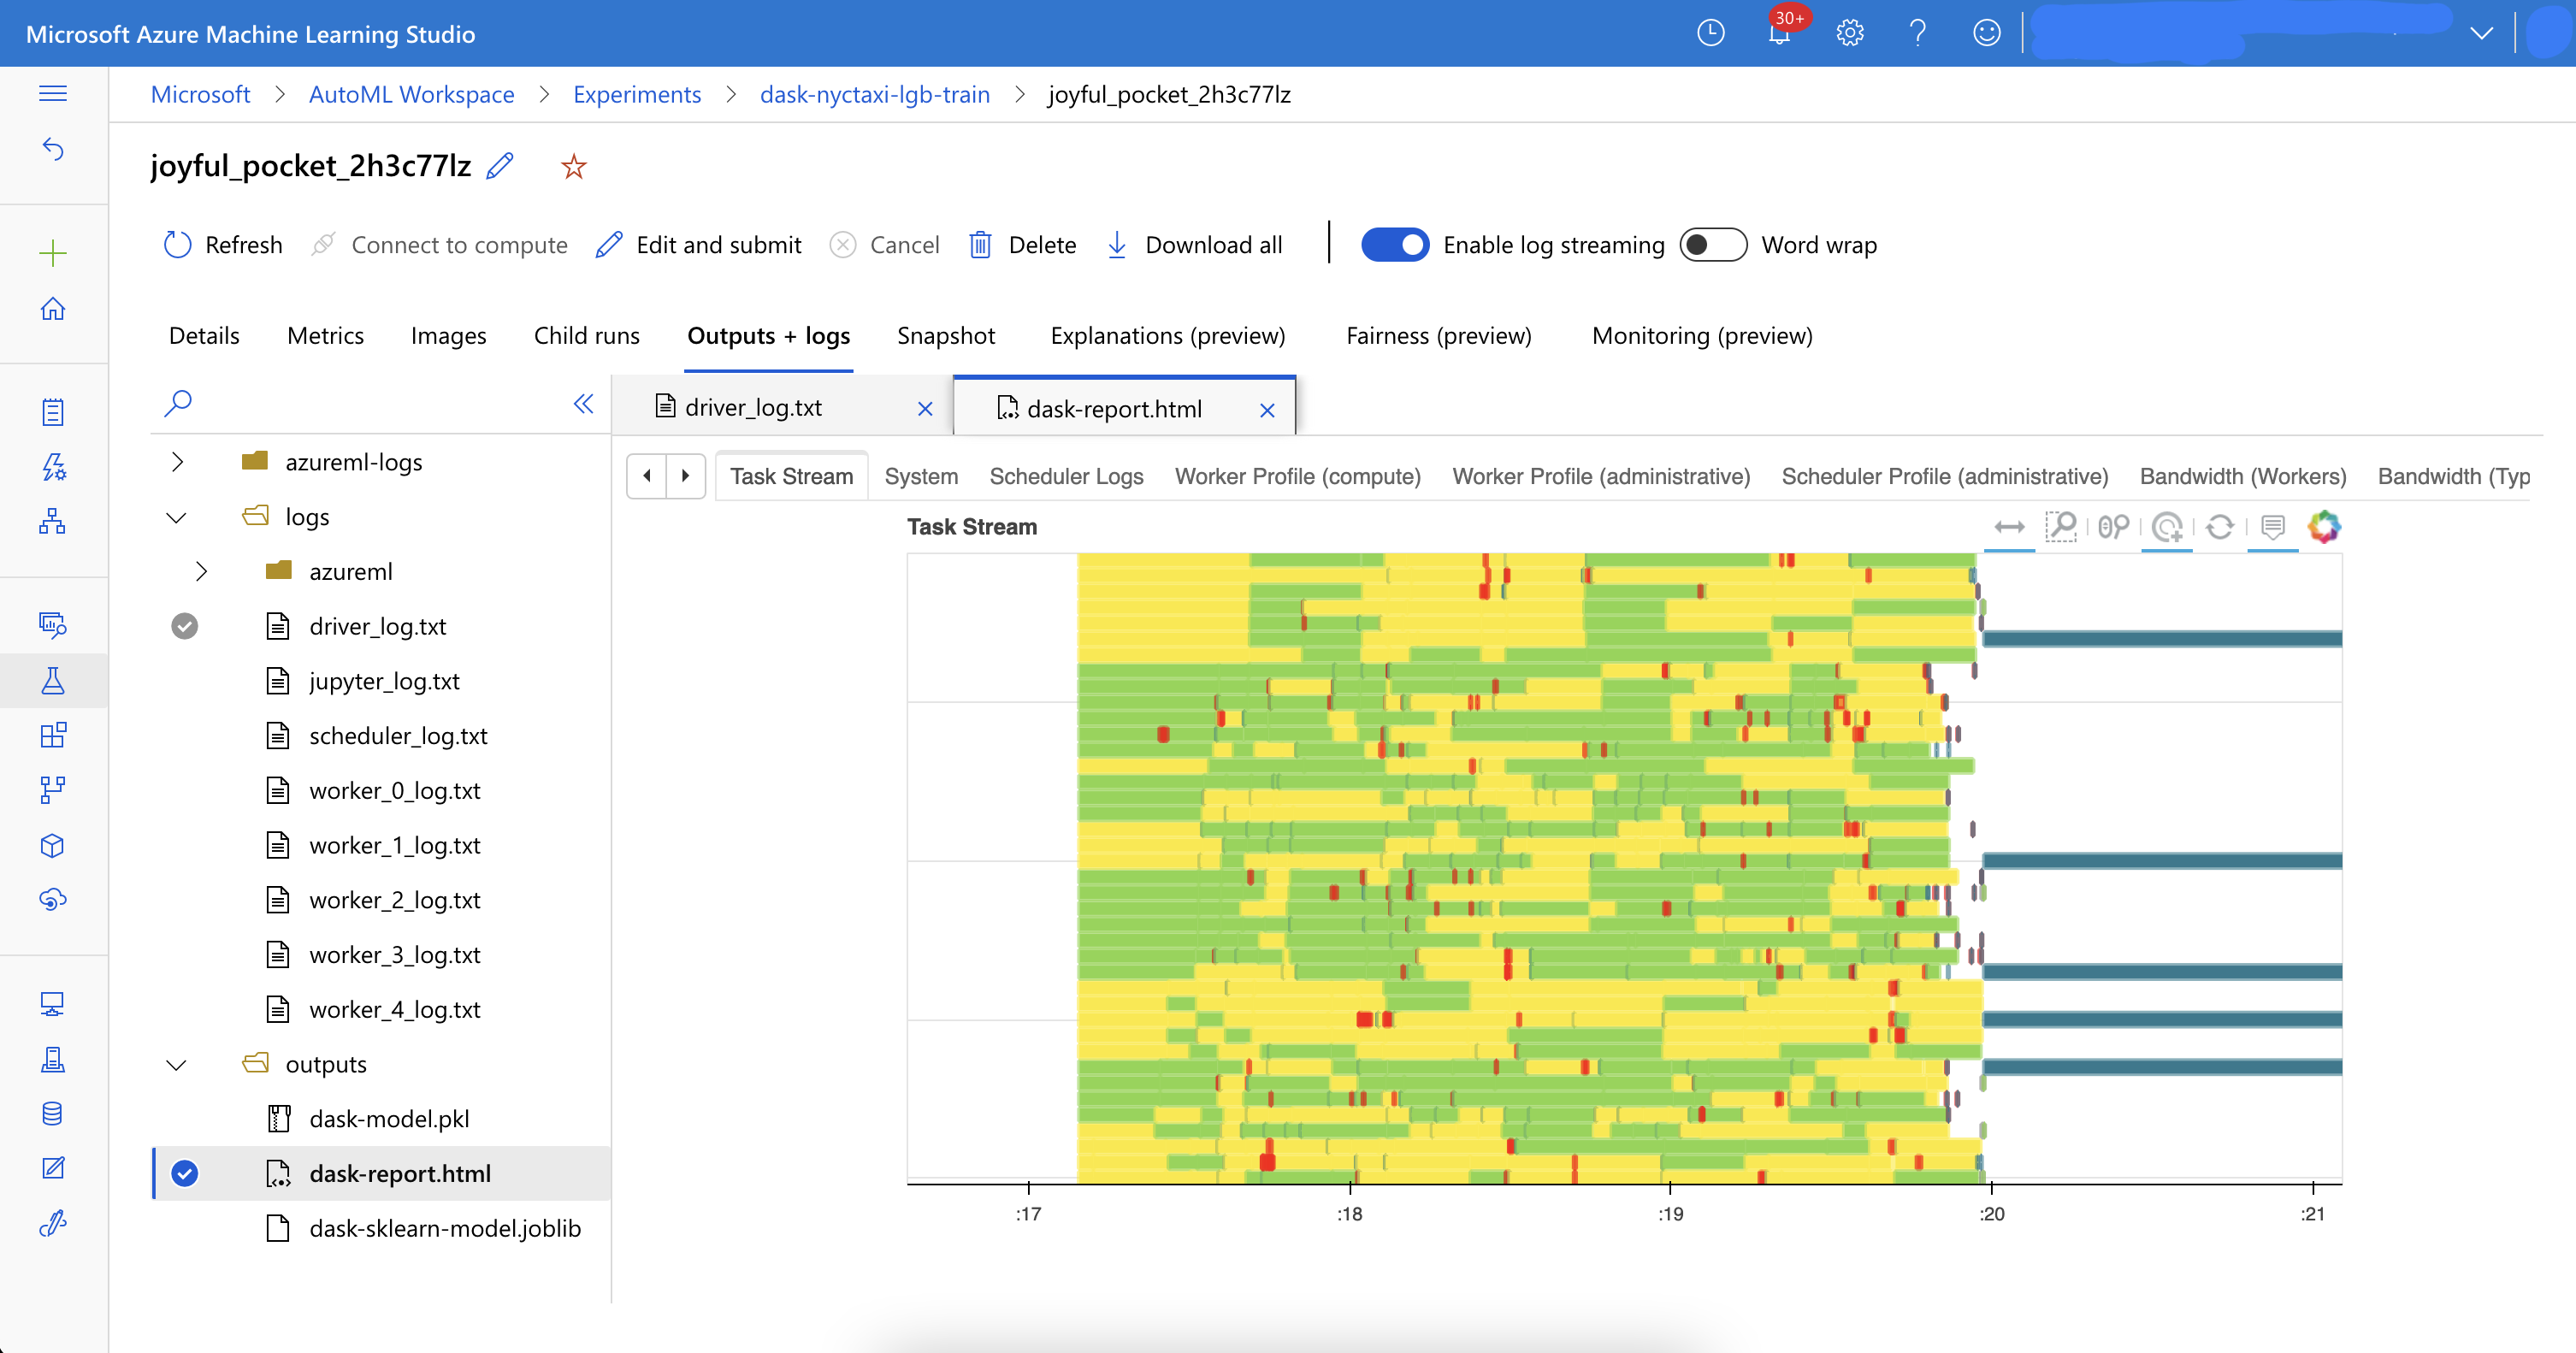 Microsoft Azure Machine Learning Studio
30+
Microsoft > AutoML Workspace > Experiments > dask-nyctaxi-lgb-train > joyful_pocket_2h3c77lz
joyful_pocket_2h3c77lz
Refresh Connect to compute Edit and submit Cancel Delete Download all Enable log streaming Word wrap
Details Metrics Images Child runs Outputs + logs Snapshot Explanations (preview) Fairness (preview) Monitoring (preview)
driver_log.txt dask-report.html
azureml-logs
logs
azureml
driver_log.txt
jupyter_log.txt
scheduler_log.txt
worker_0_log.txt
worker_1_log.txt
worker_2_log.txt
worker_3_log.txt
worker_4_log.txt
outputs
dask-model.pkl
dask-report.html
dask-sklearn-model.joblib
Task Stream System Scheduler Logs Worker Profile (compute) Worker Profile (administrative) Scheduler Profile (administrative) Bandwidth (Workers) Bandwidth (Typ
Task Stream
:17 :18 :19 :20 :21